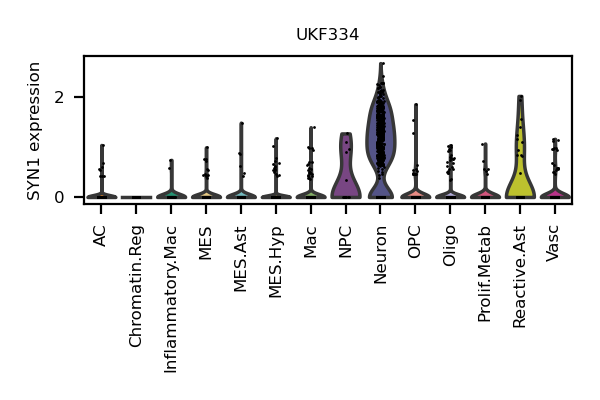 UKF334
SYN1 expression
2
0
AC
Chromatin.Reg
Inflammatory.Mac
MES
MES.Ast
MES.Hyp
Mac
NPC
Neuron
OPC
Oligo
Prolif.Metab
Reactive.Ast
Vasc